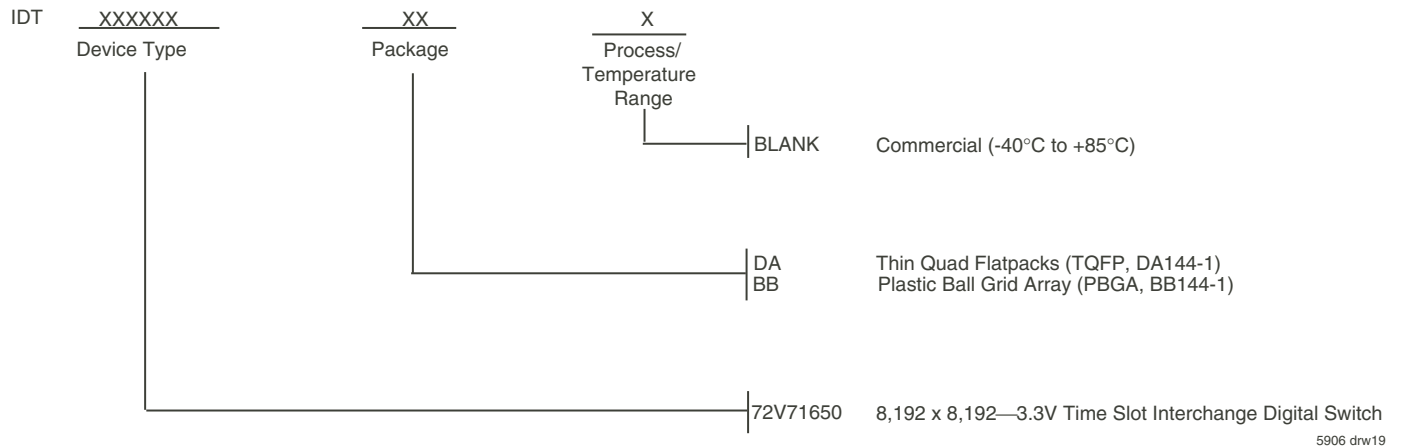 IDT XXXXXX XX X
Device Type Package Process/
Temperature
Range
BLANK Commercial (-40°C to +85°C)
DA Thin Quad Flatpacks (TQFP, DA144-1)
BB Plastic Ball Grid Array (PBGA, BB144-1)
72V71650 8,192 x 8,192—3.3V Time Slot Interchange Digital Switch
5906 drw19